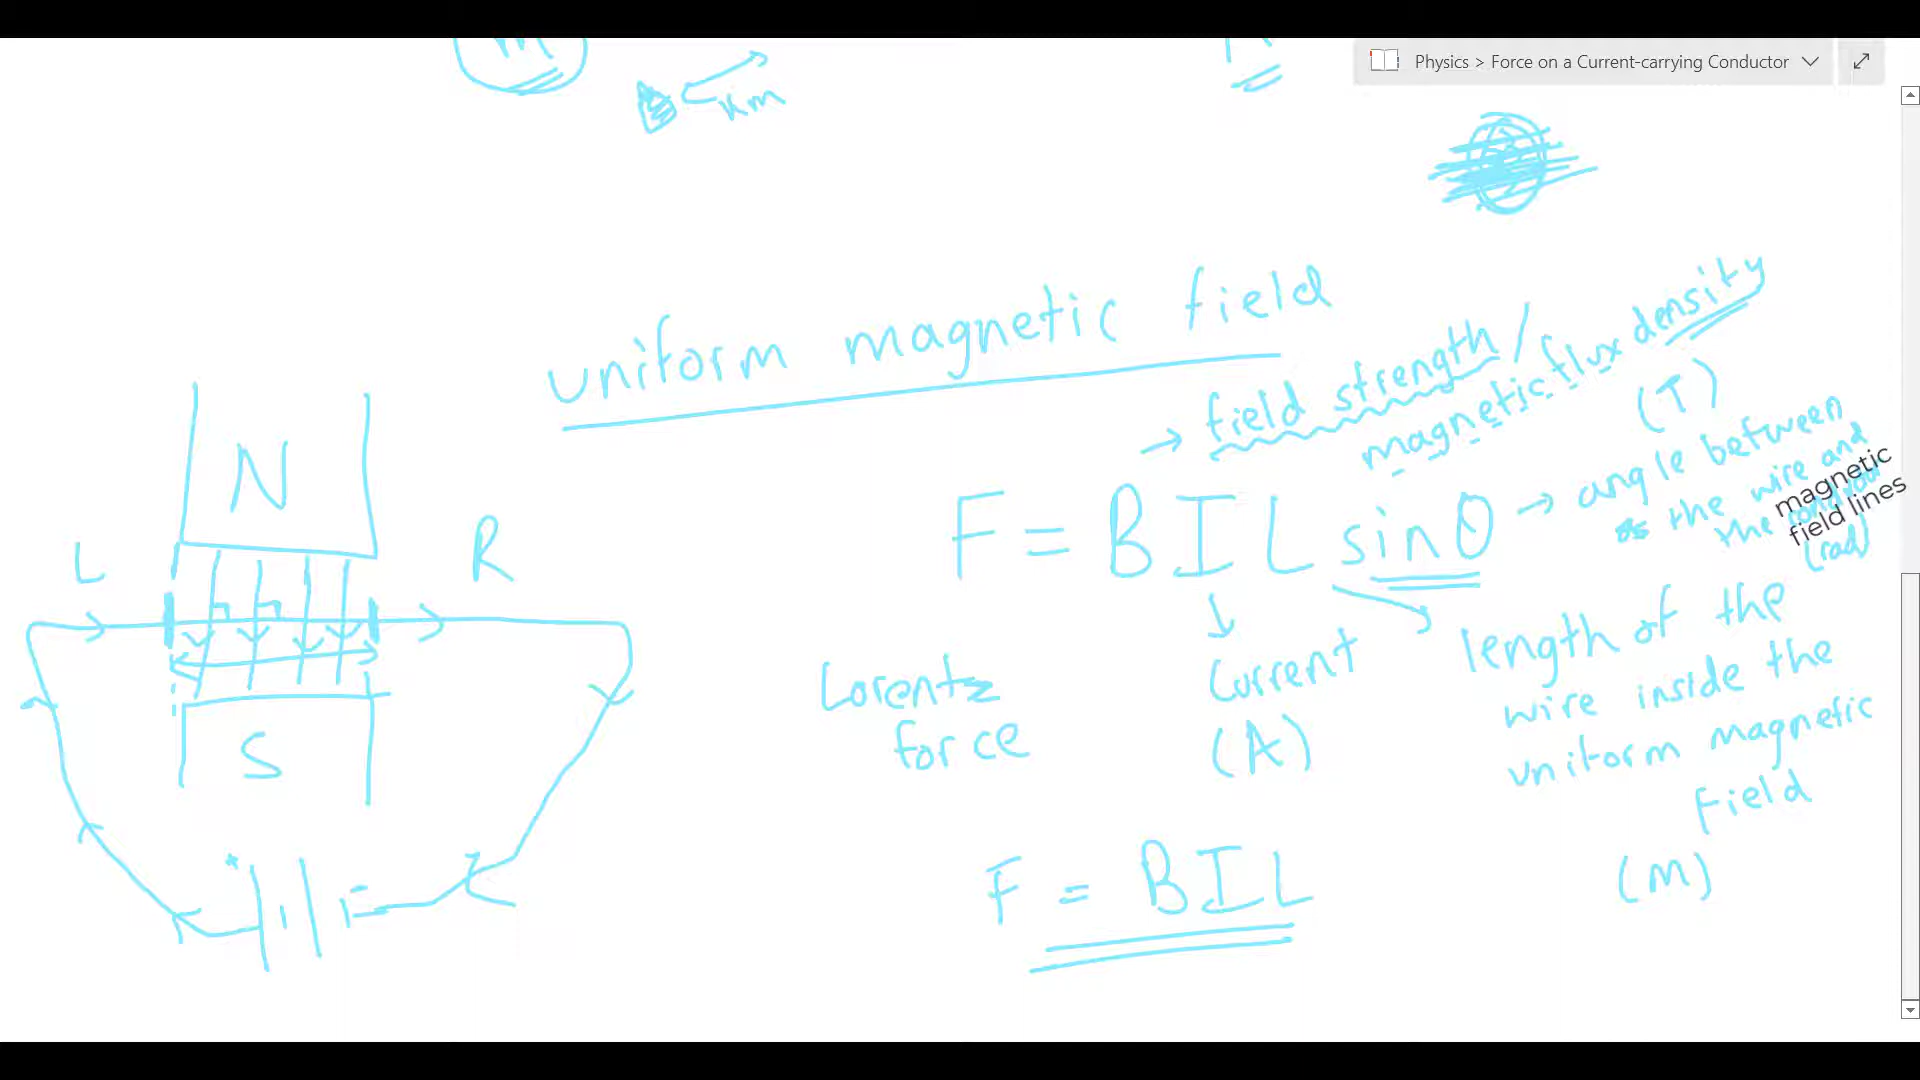 m
xm
Physics > Force on a Current-carrying Conductor
uniform magnetic field
→ field strength/
magnetic flux density
(T)
N
L
R
S
F = BIL sinθ
→ angle between
the wire and
the
magnetic
field lines
(rad)
Lorentz
force
Current
(A)
length of the
wire inside the
uniform magnetic
field
(m)
F = BIL